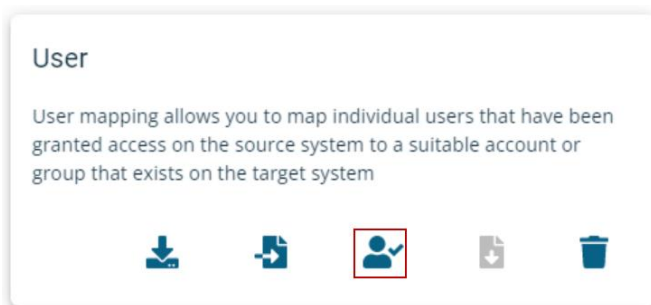 User
User mapping allows you to map individual users that have been
granted access on the source system to a suitable account or
group that exists on the target system